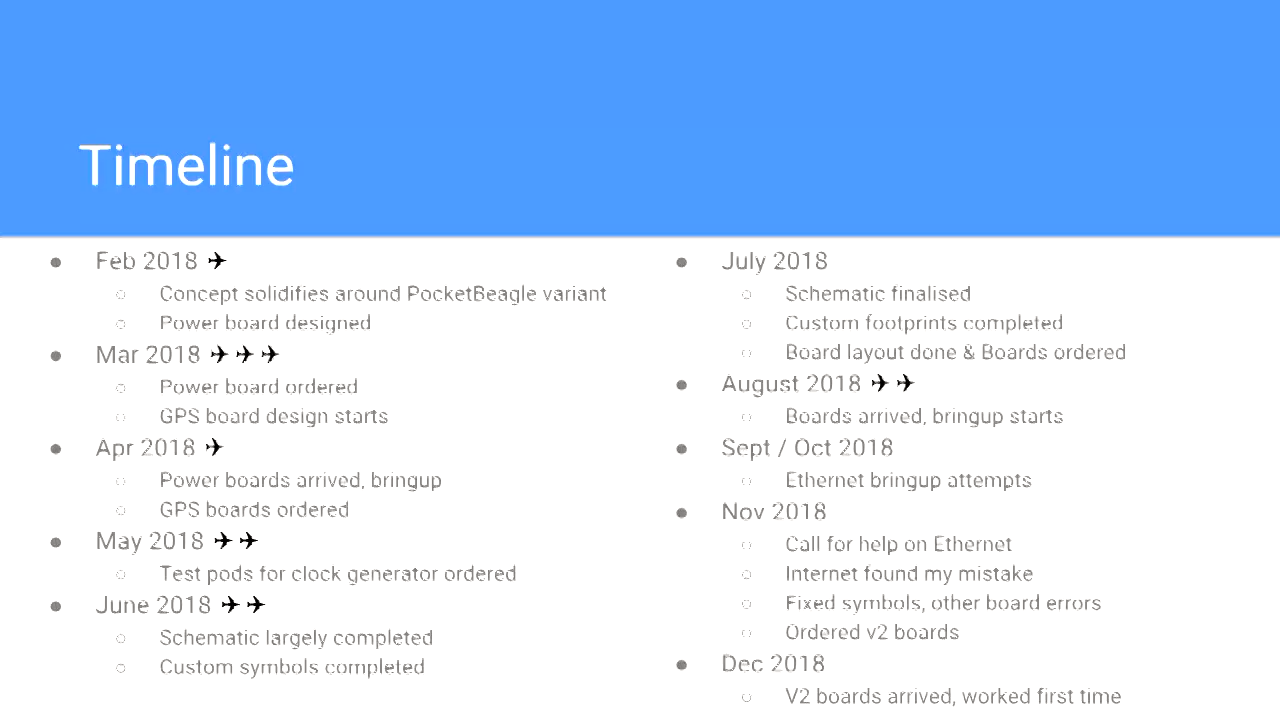 Timeline
● Feb 2018 ✈
○ Concept solidifies around PocketBeagle variant
○ Power board designed
● Mar 2018 ✈ ✈ ✈
○ Power board ordered
○ GPS board design starts
● Apr 2018 ✈
○ Power boards arrived, bringup
○ GPS boards ordered
● May 2018 ✈ ✈
○ Test pods for clock generator ordered
● June 2018 ✈ ✈
○ Schematic largely completed
○ Custom symbols completed
● July 2018
○ Schematic finalised
○ Custom footprints completed
○ Board layout done & Boards ordered
● August 2018 ✈ ✈
○ Boards arrived, bringup starts
● Sept / Oct 2018
○ Ethernet bringup attempts
● Nov 2018
○ Call for help on Ethernet
○ Internet found my mistake
○ Fixed symbols, other board errors
○ Ordered v2 boards
● Dec 2018
○ V2 boards arrived, worked first time